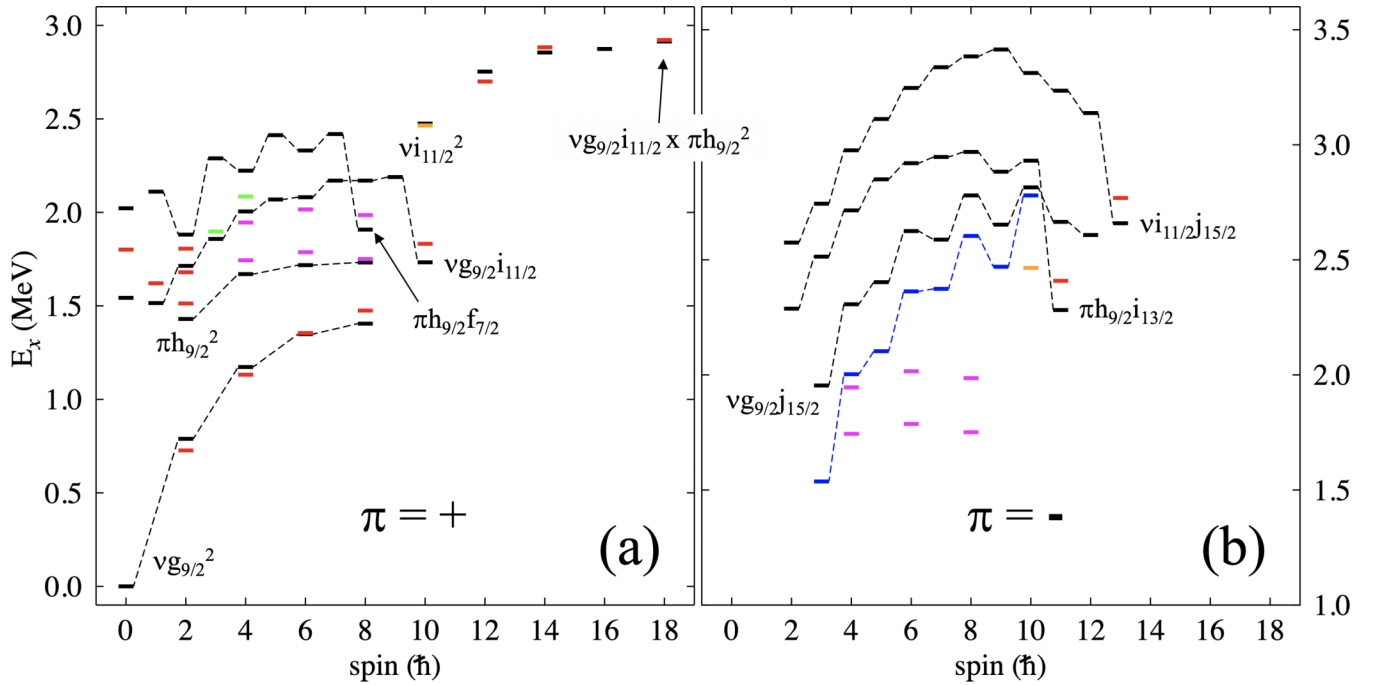 3.0
2.5
2.0
1.5
1.0
0.5
0.0
E_x (MeV)
νi₁₁/₂²
νg₉/₂i₁₁/₂ x πh₉/₂²
νg₉/₂i₁₁/₂
πh₉/₂f₇/₂
πh₉/₂²
νg₉/₂²
π = +
(a)
0 2 4 6 8 10 12 14 16 18
spin (ħ)
νi₁₁/₂j₁₅/₂
πh₉/₂i₁₃/₂
νg₉/₂j₁₅/₂
π = -
(b)
3.5
3.0
2.5
2.0
1.5
1.0
0 2 4 6 8 10 12 14 16 18
spin (ħ)